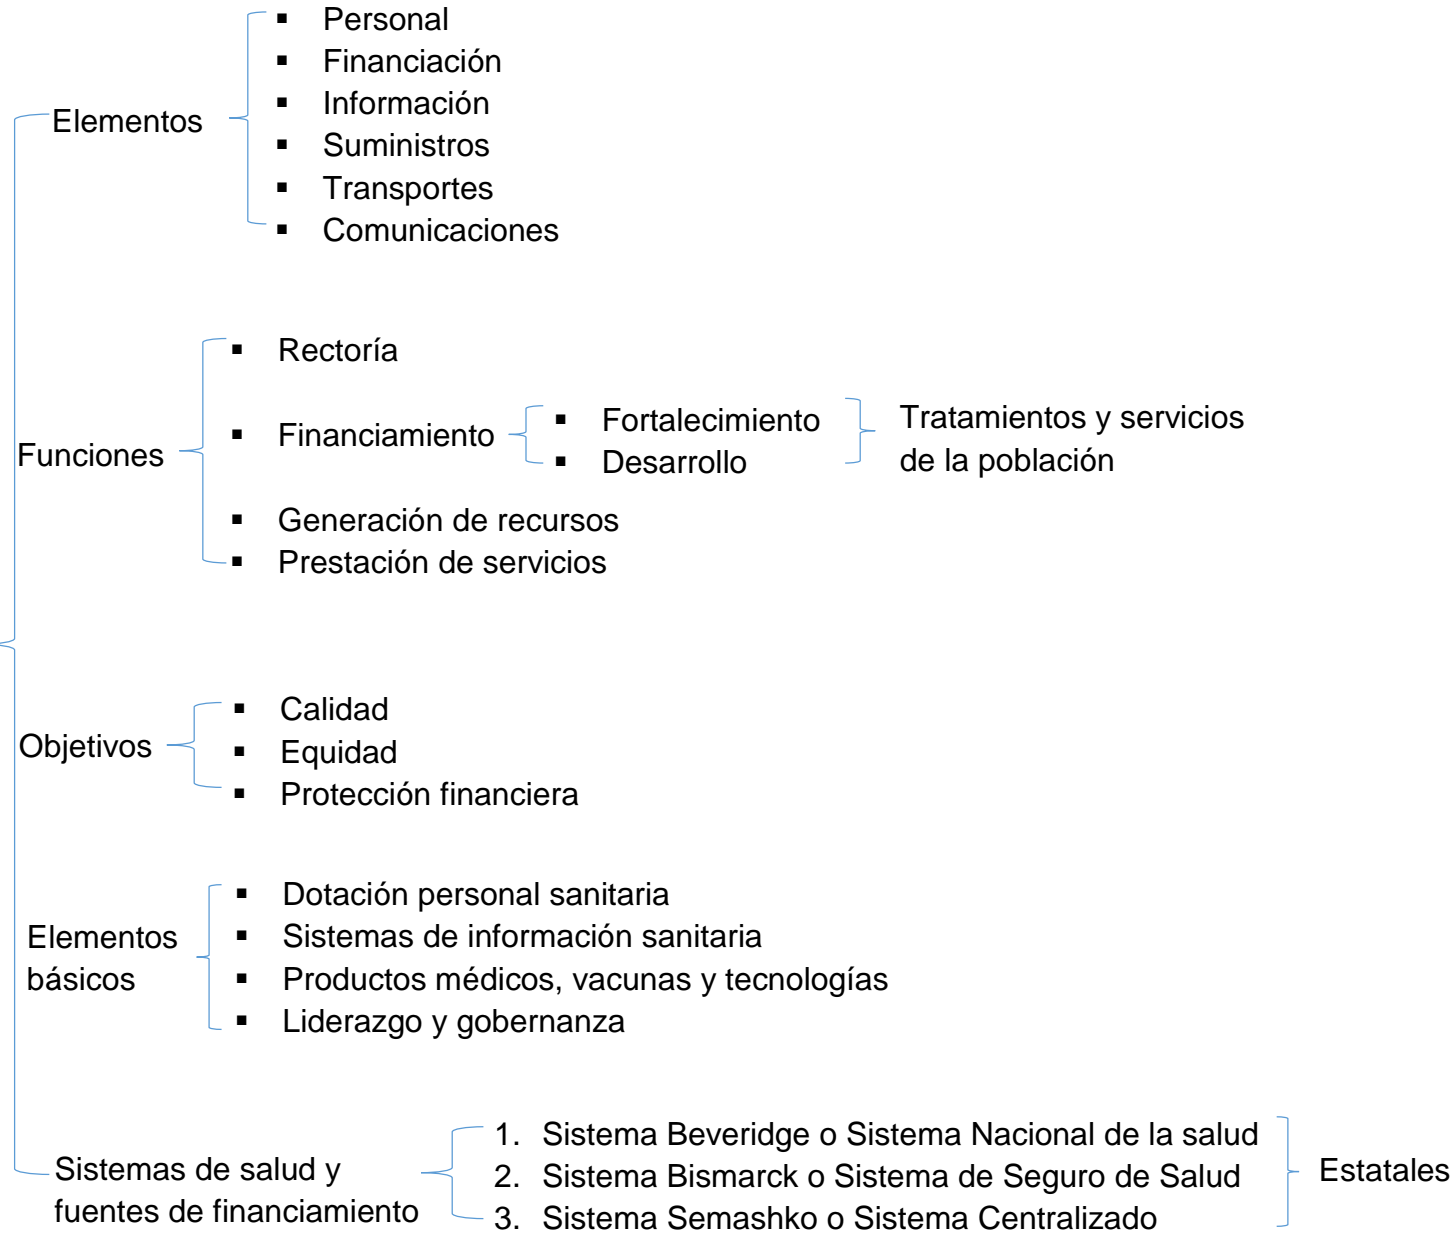 Elementos
▪ Personal
▪ Financiación
▪ Información
▪ Suministros
▪ Transportes
▪ Comunicaciones
Funciones
▪ Rectoría
▪ Financiamiento
▪ Fortalecimiento
▪ Desarrollo
Tratamientos y servicios
de la población
▪ Generación de recursos
▪ Prestación de servicios
Objetivos
▪ Calidad
▪ Equidad
▪ Protección financiera
Elementos
básicos
▪ Dotación personal sanitaria
▪ Sistemas de información sanitaria
▪ Productos médicos, vacunas y tecnologías
▪ Liderazgo y gobernanza
Sistemas de salud y
fuentes de financiamiento
1. Sistema Beveridge o Sistema Nacional de la salud
2. Sistema Bismarck o Sistema de Seguro de Salud
3. Sistema Semashko o Sistema Centralizado
Estatales